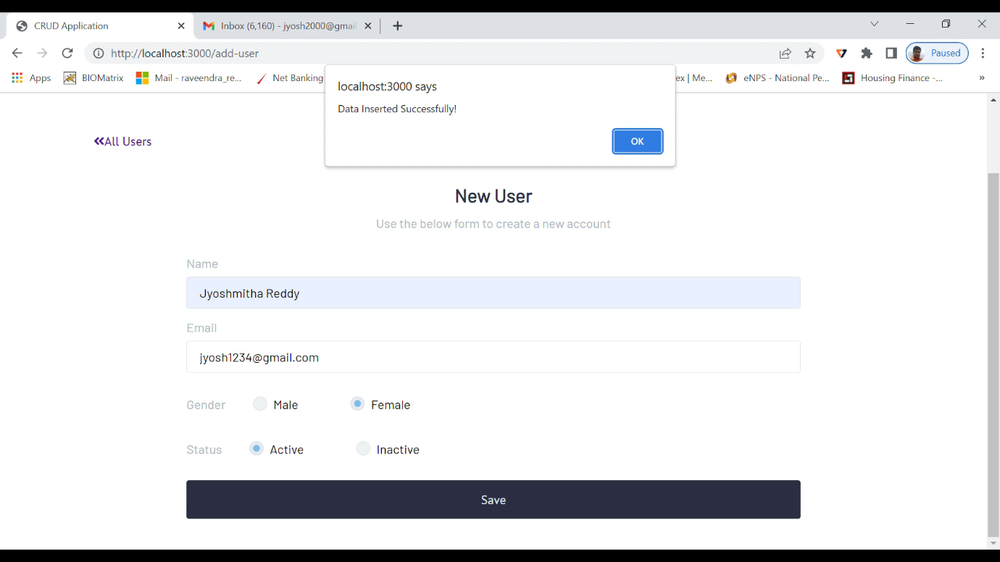 CRUD Application
Inbox (6,160) - jyosh2000@gmail
http://localhost:3000/add-user
Paused
Apps
BIOMatrix
Mail - raveendra_re...
Net Banking
ex | Me...
eNPS - National Pe...
Housing Finance -...
»
localhost:3000 says
Data Inserted Successfully!
OK
All Users
New User
Use the below form to create a new account
Name
Jyoshmitha Reddy
Email
jyosh1234@gmail.com
Gender Male Female
Status Active Inactive
Save